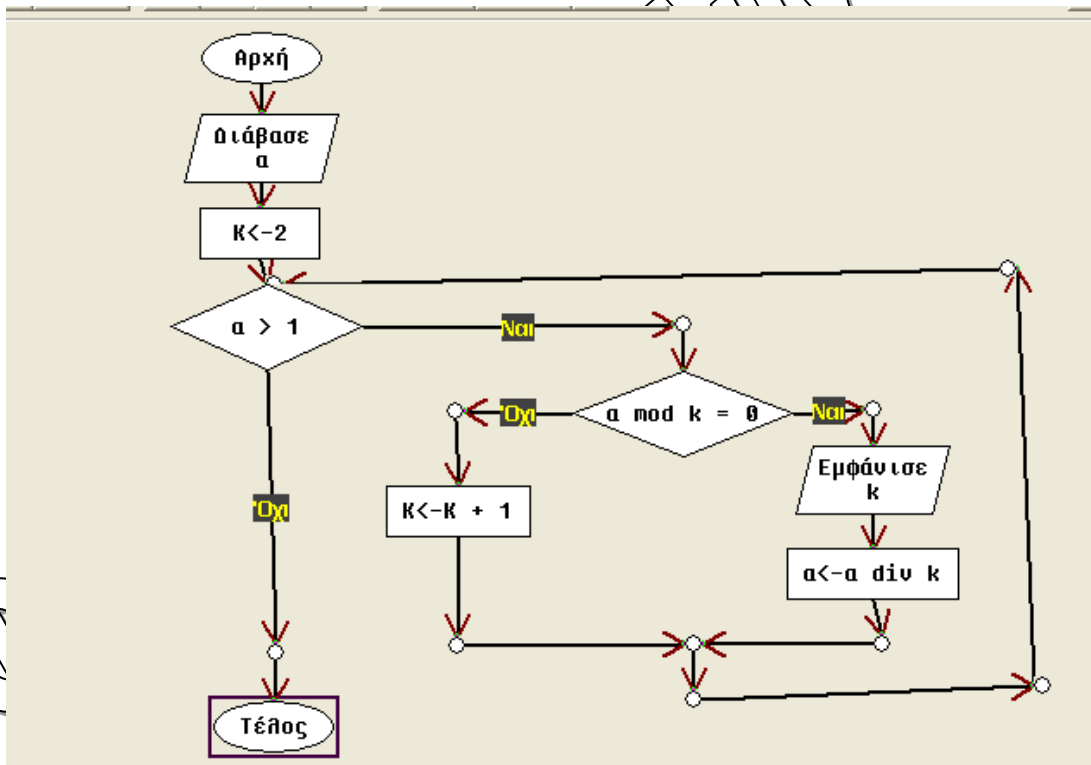 Αρχή
Διάβασε
α
Κ<-2
α > 1
Ναι
α mod k = 0
Όχι
Ναι
Εμφάνισε
k
Κ<-Κ + 1
Όχι
α<-α div k
Τέλος